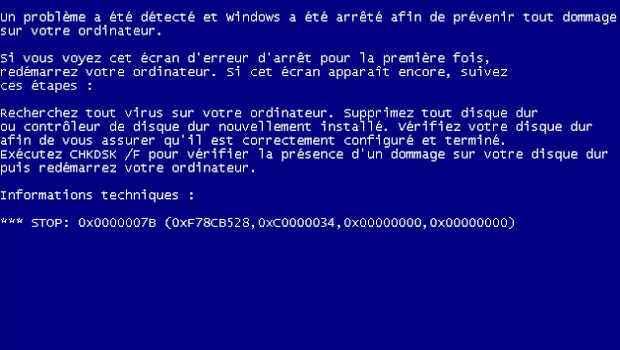 Un problème a été détecté et Windows a été arrêté afin de prévenir tout dommage
sur votre ordinateur.
Si vous voyez cet écran d'erreur d'arrêt pour la première fois,
redémarrez votre ordinateur. Si cet écran apparaît encore, suivez
ces étapes :
Recherchez tout virus sur votre ordinateur. Supprimez tout disque dur
ou contrôleur de disque dur nouvellement installé. Vérifiez votre disque dur
afin de vous assurer qu'il est correctement configuré et terminé.
Exécutez CHKDSK /F pour vérifier la présence d'un dommage sur votre disque dur
puis redémarrez votre ordinateur.
Informations techniques :
*** STOP: 0x0000007B (0xF78CB528,0xC0000034,0x00000000,0x00000000)